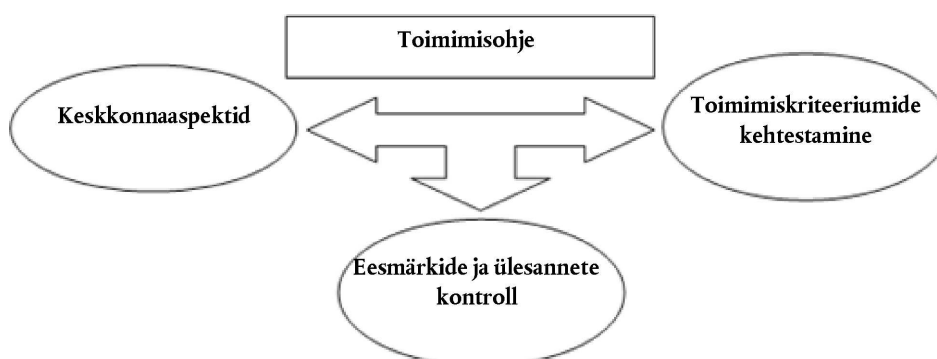 Toimimisohje
Keskkonnaaspektid
Toimimiskriteeriumide
kehtestamine
Eesmärkide ja ülesannete
kontroll